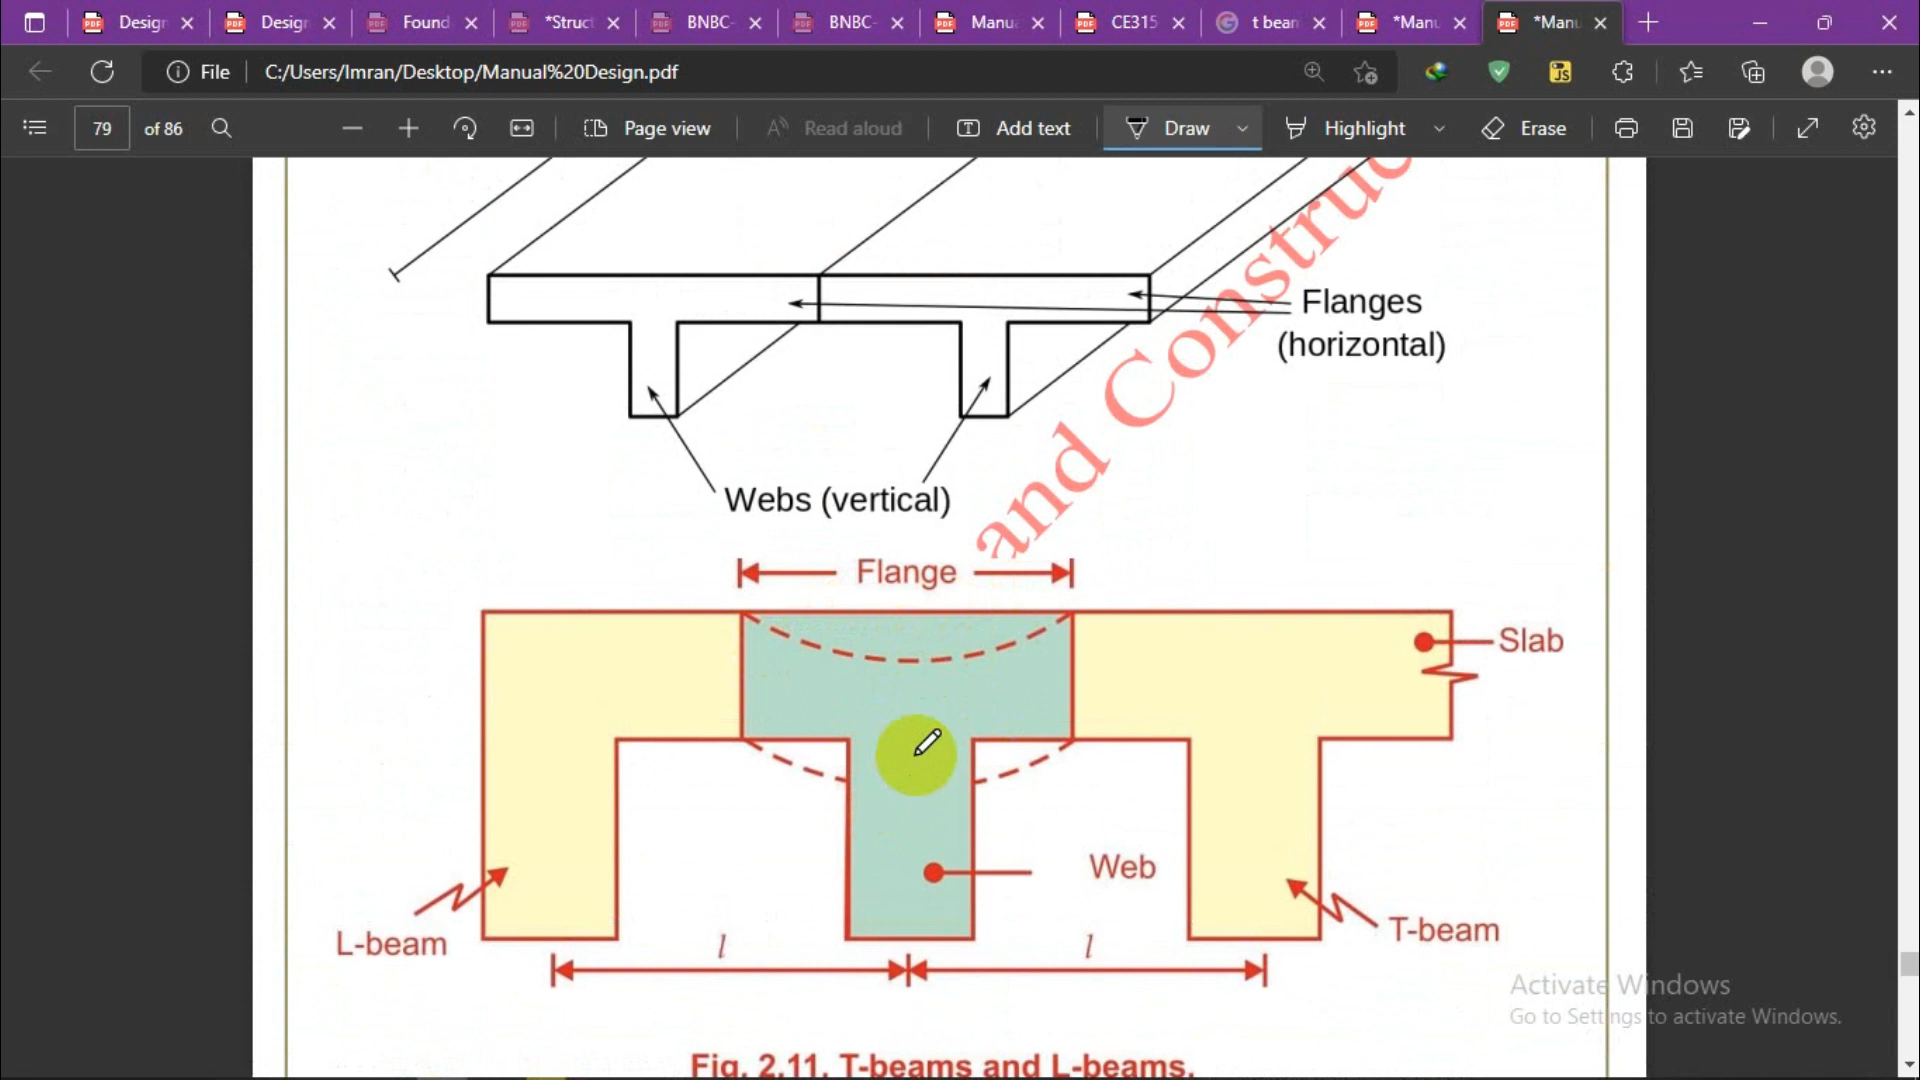 Design
Design
Found
*Struct
BNBC-
BNBC-
Manua
CE315
t bean
*Manu
*Manu
File
C:/Users/Imran/Desktop/Manual%20Design.pdf
JS
79
of 86
Page view
Read aloud
Add text
Draw
Highlight
Erase
and Construc
Flanges
(horizontal)
Webs (vertical)
Flange
Slab
Web
L-beam
l
l
T-beam
Activate Windows
Go to Settings to activate Windows.
Fig. 2.11. T-beams and L-beams.